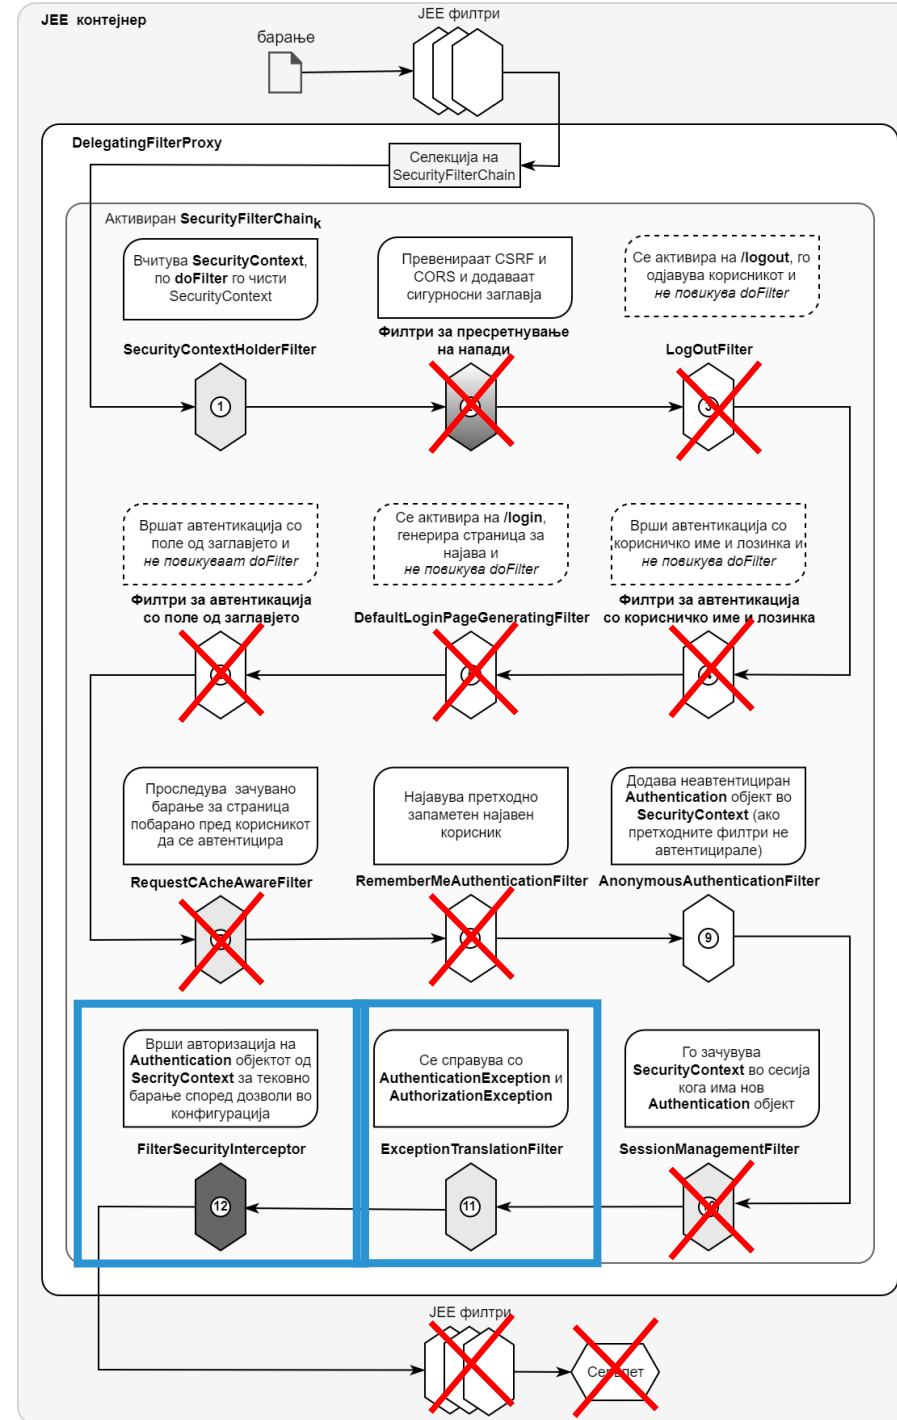 JEE контејнер
JEE филтри
барање
DelegatingFilterProxy
Селекција на
SecurityFilterChain
Активиран SecurityFilterChain k
Вчитува SecurityContext,
по doFilter го чисти
SecurityContext
SecurityContextHolderFilter
1
Превенираат CSRF и
CORS и додаваат
сигурносни заглавја
Филтри за пресретнување
на напади
Се активира на /logout, го
одјавува корисникот и
не повикува doFilter
LogOutFilter
3
Вршат автентикација со
поле од заглавјето и
не повикуваат doFilter
Филтри за автентикација
со поле од заглавјето
Се активира на /login,
генерира страница за
најава и
не повикува doFilter
DefaultLoginPageGeneratingFilter
Врши автентикација со
корисничко име и лозинка и
не повикува doFilter
Филтри за автентикација
со корисничко име и лозинка
4
Проследува зачувано
барање за страница
побарано пред корисникот
да се автентицира
RequestCAcheAwareFilter
7
Најавува претходно
запаметен најавен
корисник
RememberMeAuthenticationFilter
Додава неавтентициран
Authentication објект во
SecurityContext (ако
претходните филтри не
автентицирале)
AnonymousAuthenticationFilter
9
Врши авторизација на
Authentication објектот од
SecrityContext за тековно
барање според дозволи во
конфигурација
FilterSecurityInterceptor
12
Се справува со
AuthenticationException и
AuthorizationException
ExceptionTranslationFilter
11
Го зачувува
SecurityContext во сесија
кога има нов
Authentication објект
SessionManagementFilter
10
JEE филтри
Сервлет